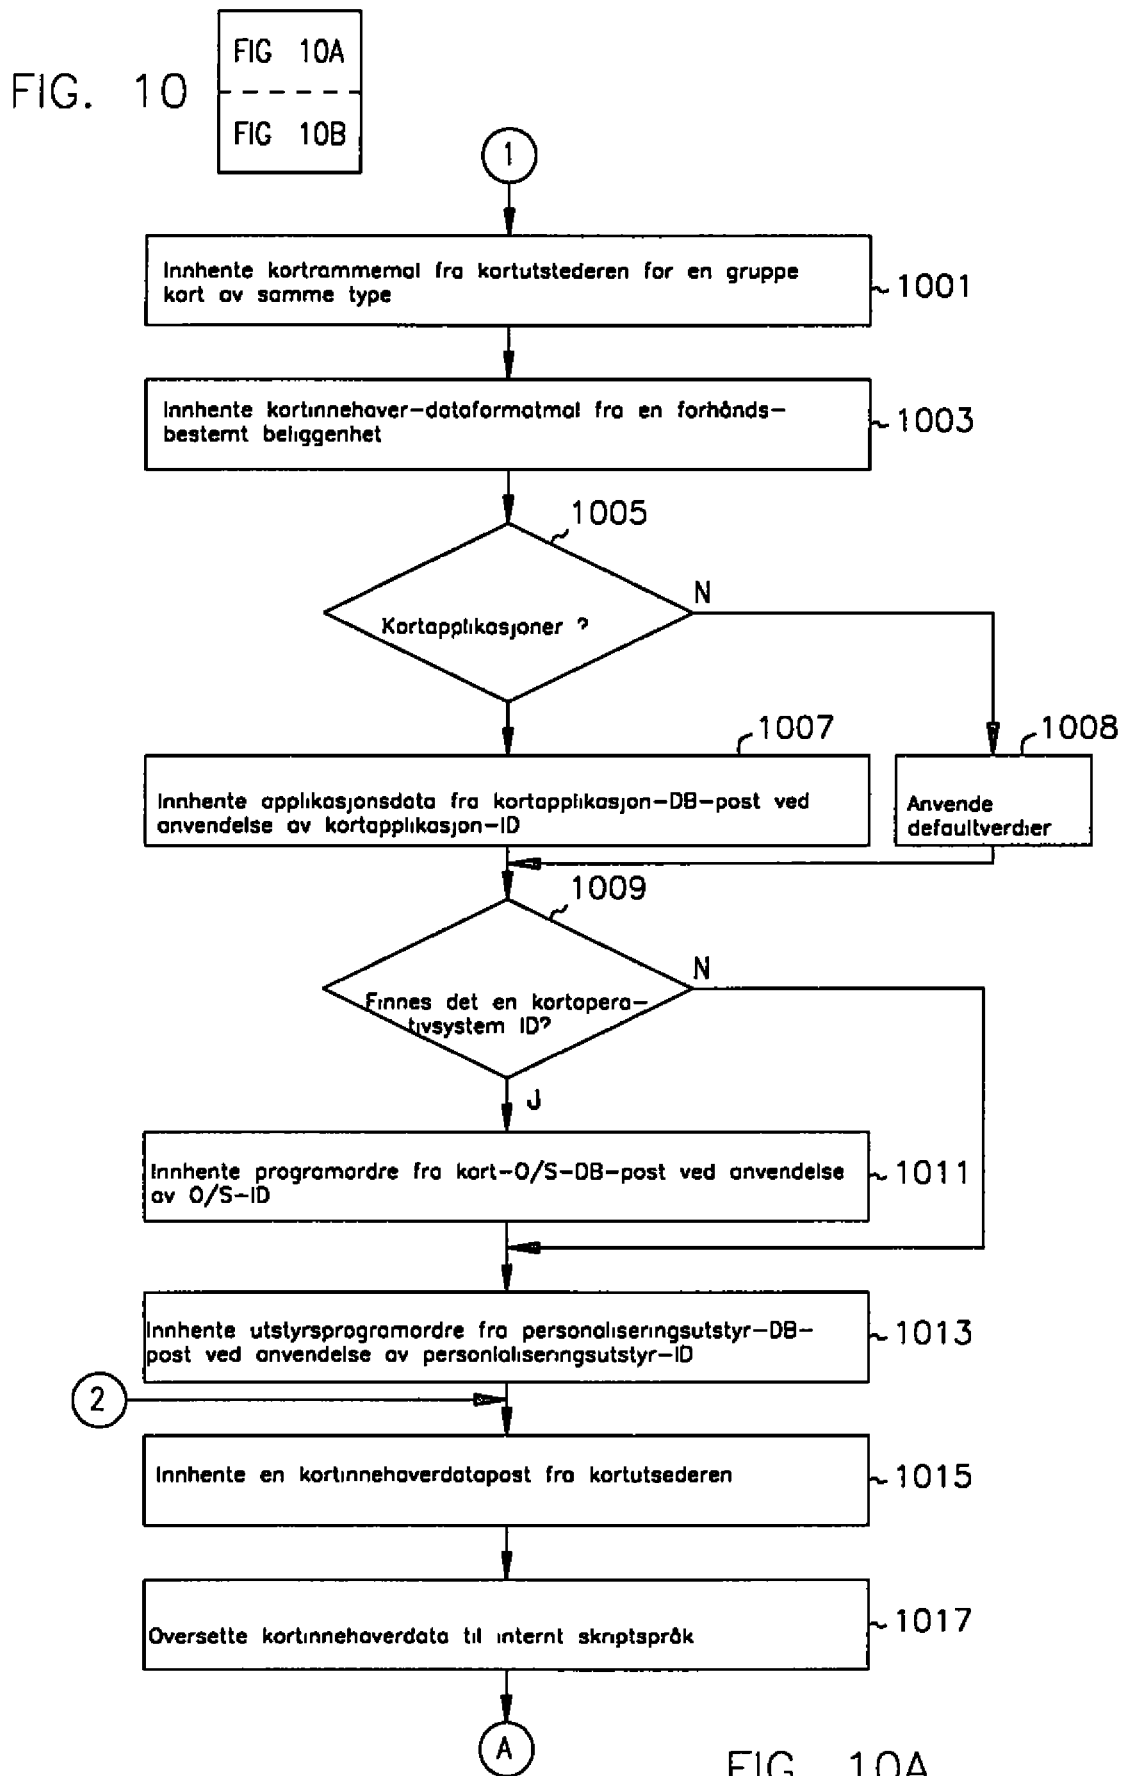 FIG. 10
FIG 10A
FIG 10B
1
Innhente kortrammemal fra kortutstederen for en gruppe
kort av samme type
1001
Innhente kortinnehaver-dataformatmal fra en forhånds-
bestemt beliggenhet
1003
1005
Kortapplikasjoner ?
N
1007
Innhente applikasjonsdata fra kortapplikasjon-DB-post ved
anvendelse av kortapplikasjon-ID
1008
Anvende
defaultverdier
1009
Finnes det en kortopera-
tivsystem ID?
N
J
Innhente programordre fra kort-O/S-DB-post ved anvendelse
av O/S-ID
1011
Innhente utstyrsprogramordre fra personaliseringsutstyr-DB-
post ved anvendelse av personlaliseringsutstyr-ID
1013
2
Innhente en kortinnehaverdatapost fra kortutsederen
1015
Oversette kortinnehaverdata til internt skriptspråk
1017
A
FIG. 10A